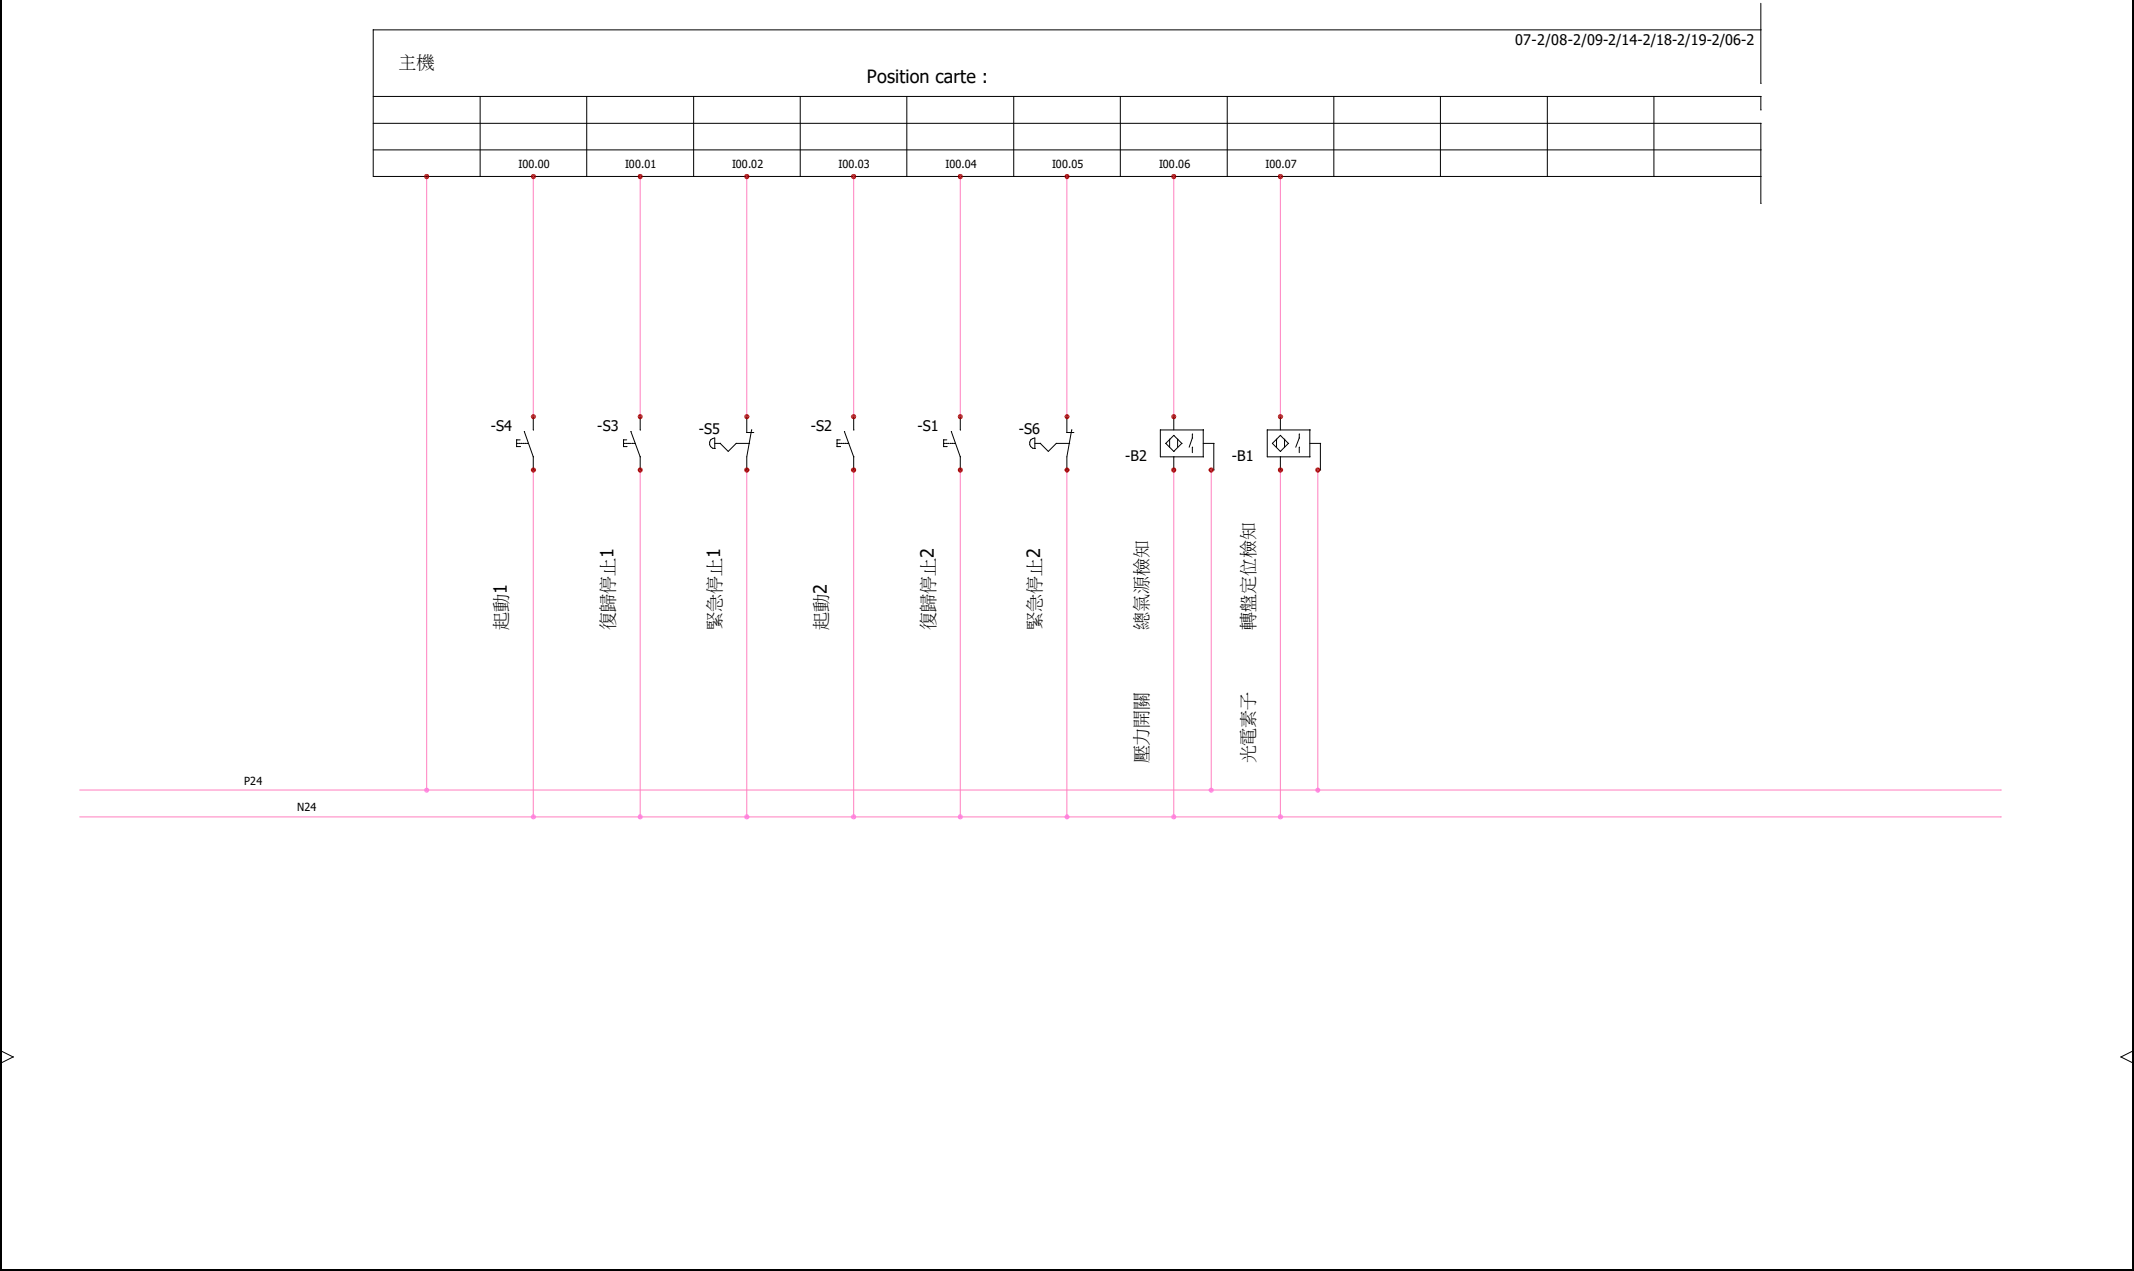 07-2/08-2/09-2/14-2/18-2/19-2/06-2
主機
Position carte :
I00.00
I00.01
I00.02
I00.03
I00.04
I00.05
I00.06
I00.07
-S4
-S3
-S5
-S2
-S1
-S6
-B2
-B1
起動1
復歸停止1
緊急停止1
起動2
復歸停止2
緊急停止2
總氣源檢知
轉盤定位檢知
壓力開關
光電素子
P24
N24